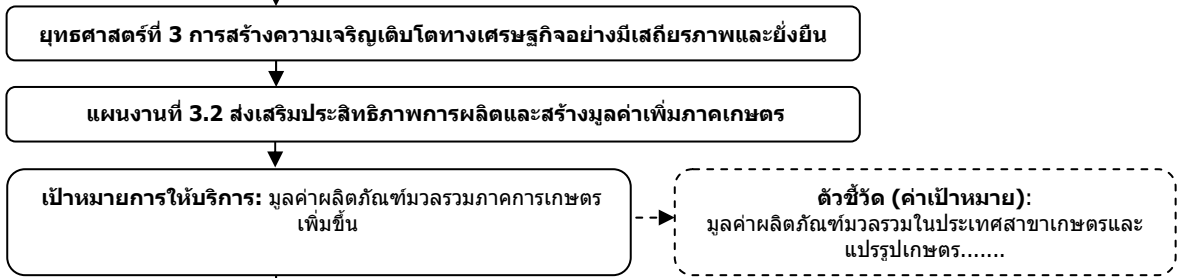 ยุทธศาสตร์ที่ 3 การสร้างความเจริญเติบโตทางเศรษฐกิจอย่างมีเสถียรภาพและยั่งยืน
แผนงานที่ 3.2 ส่งเสริมประสิทธิภาพการผลิตและสร้างมูลค่าเพิ่มภาคเกษตร
เป้าหมายการให้บริการ: มูลค่าผลิตภัณฑ์มวลรวมภาคการเกษตร
เพิ่มขึ้น
ตัวชี้วัด (ค่าเป้าหมาย):
มูลค่าผลิตภัณฑ์มวลรวมในประเทศสาขาเกษตรและ
แปรรูปเกษตร.......